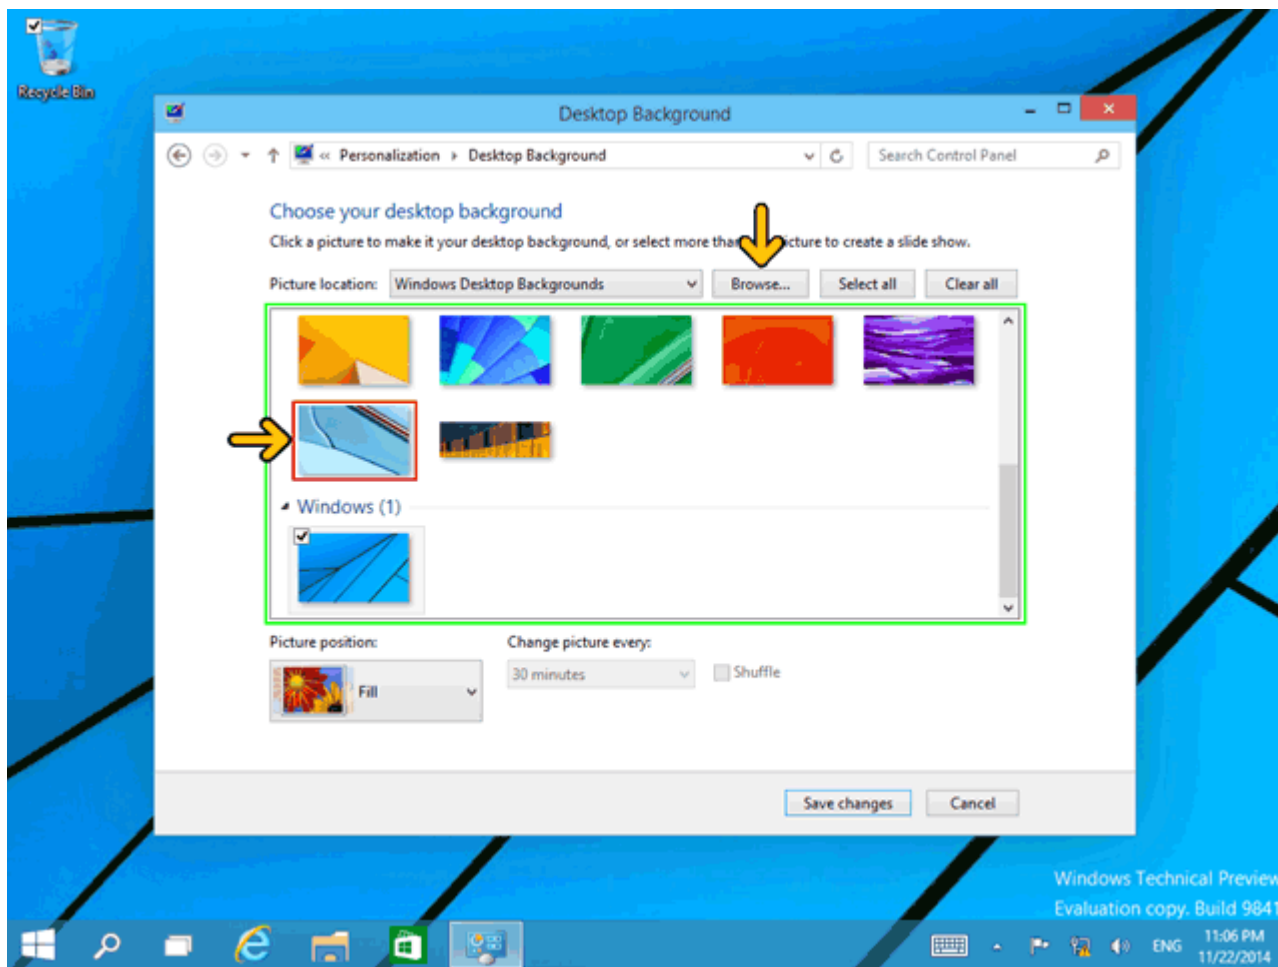 Recycle Bin
Desktop Background
« Personalization Desktop Background
Search Control Panel
Choose your desktop background
Click a picture to make it your desktop background, or select more than picture to create a slide show.
Picture location: Windows Desktop Backgrounds Browse... Select all Clear all
Windows (1)
Picture position: Change picture every:
Fill 30 minutes Shuffle
Save changes Cancel
Windows Technical Preview
Evaluation copy. Build 9841
11:06 PM
ENG
11/22/2014